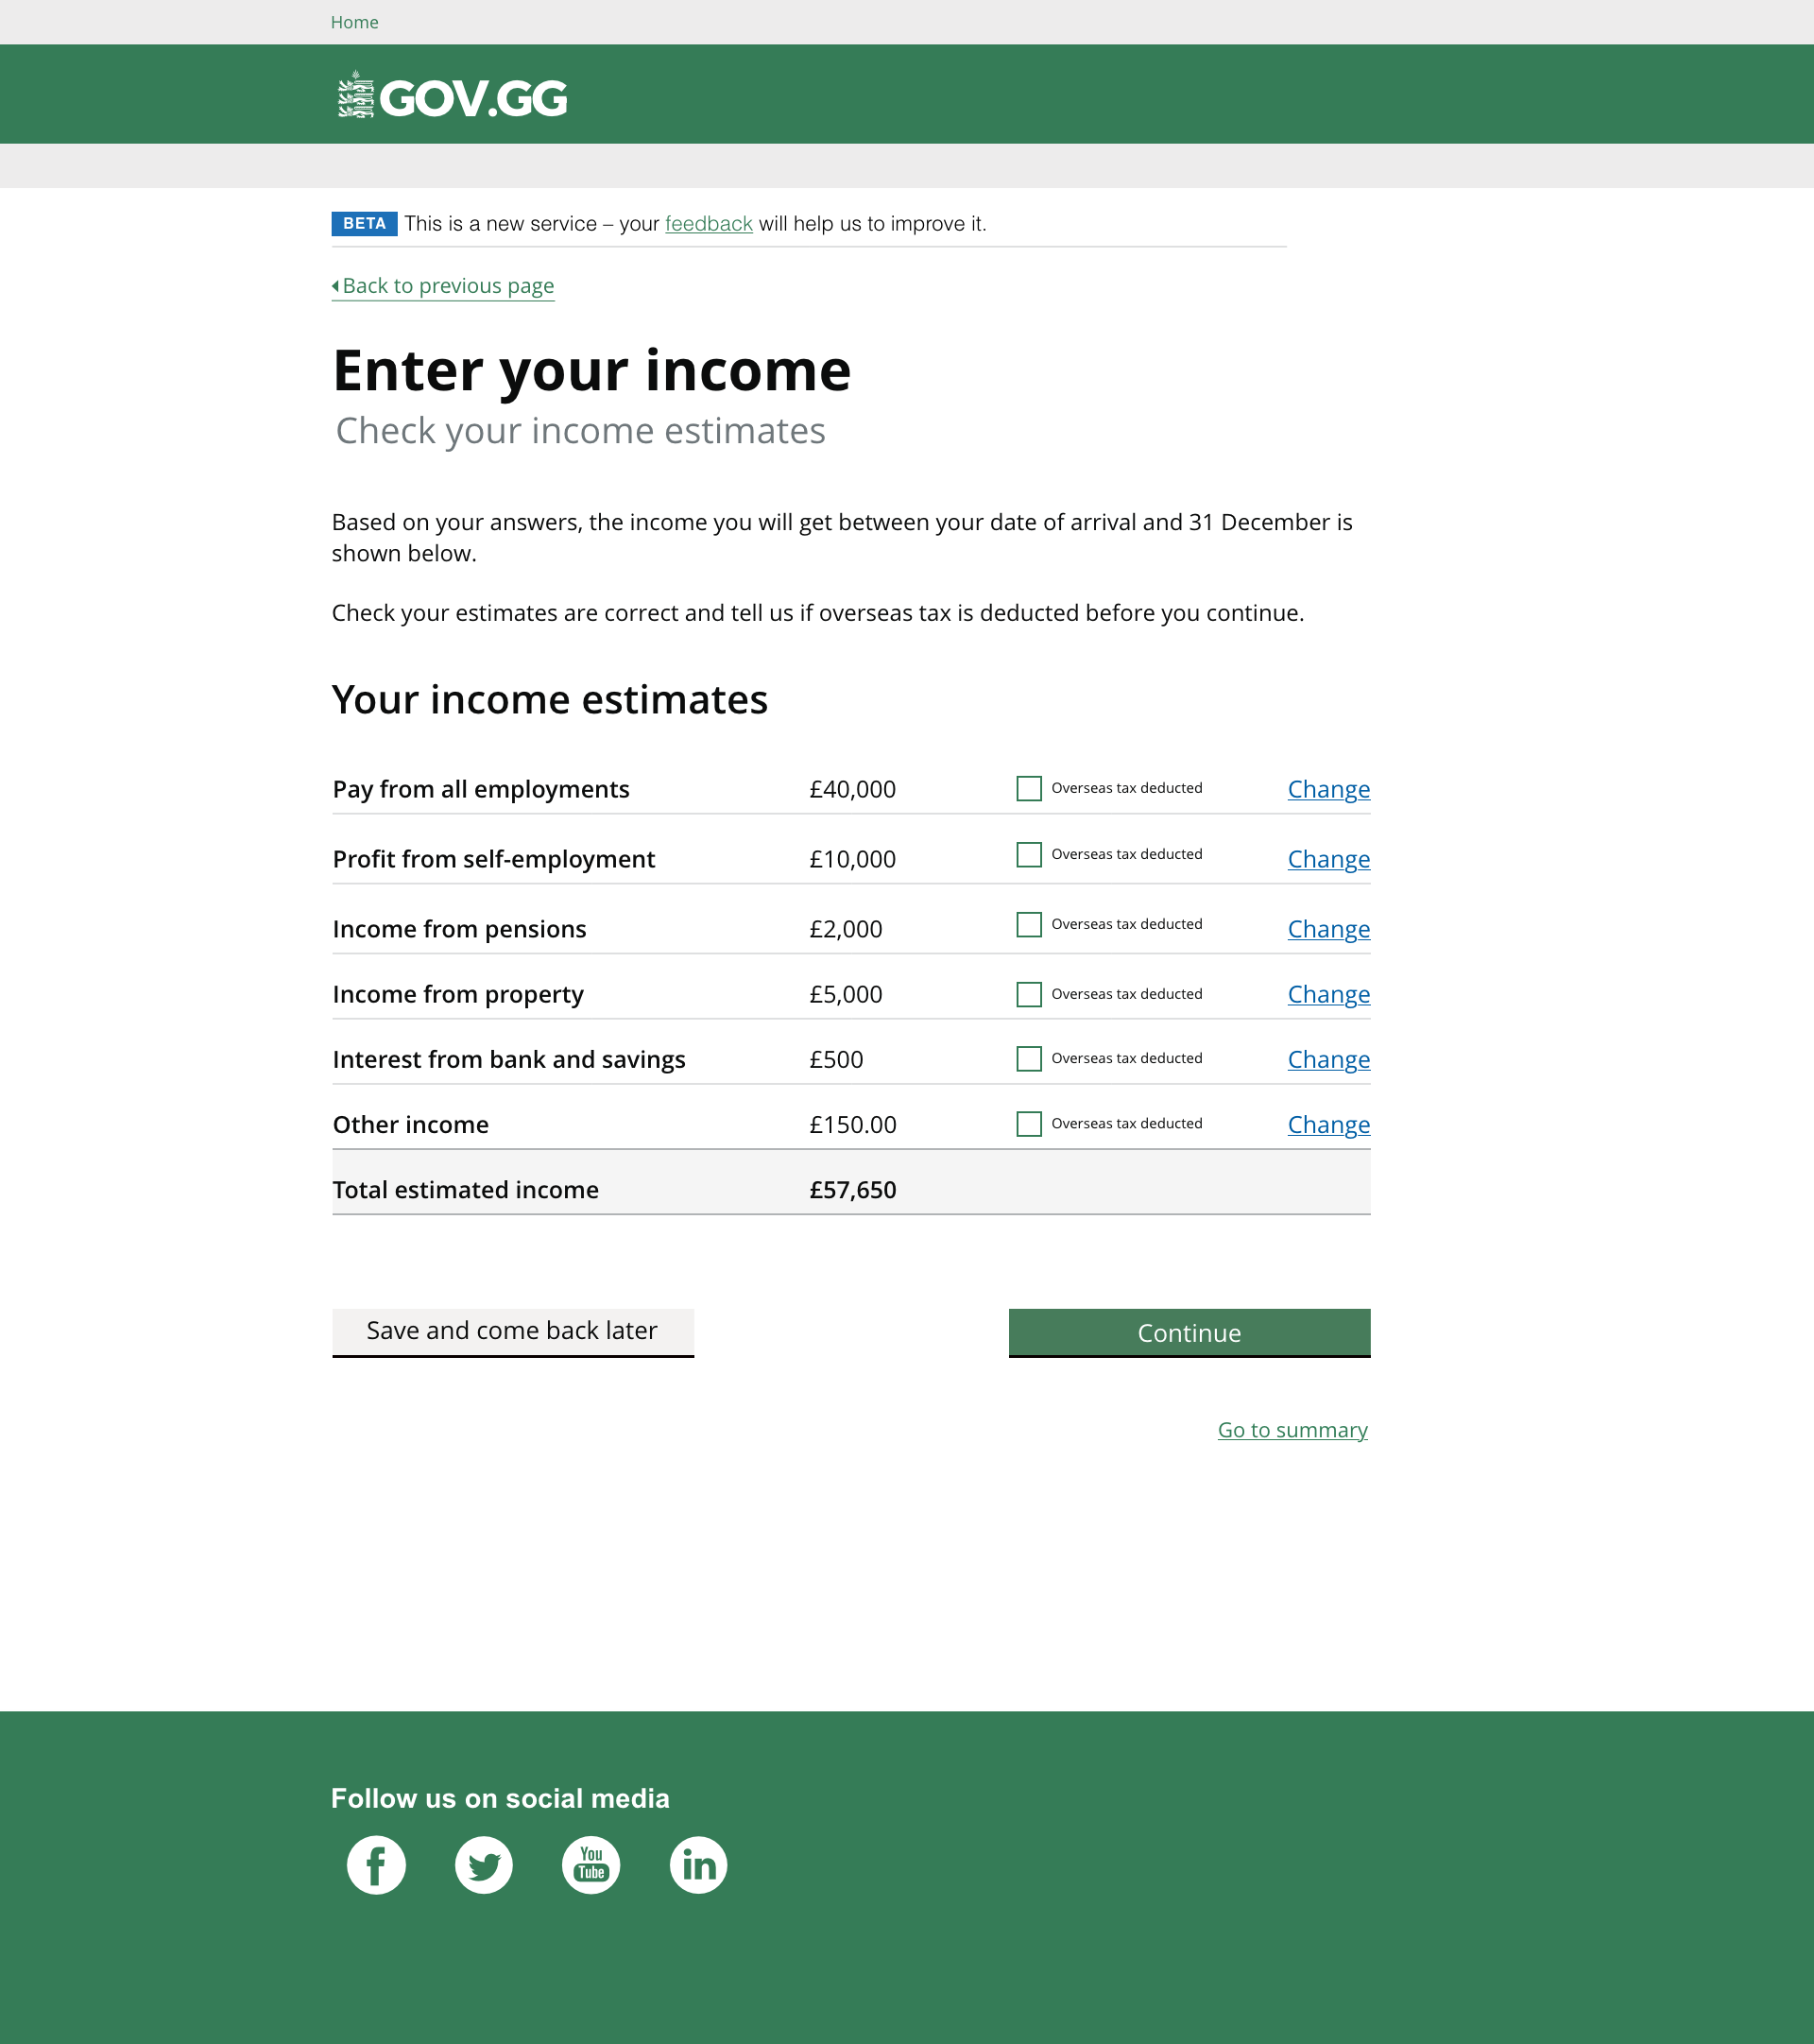 Home
GOV.GG
BETA This is a new service – your feedback will help us to improve it.
Back to previous page
Enter your income
Check your income estimates
Based on your answers, the income you will get between your date of arrival and 31 December is
shown below.
Check your estimates are correct and tell us if overseas tax is deducted before you continue.
Your income estimates
Pay from all employments £40,000 Overseas tax deducted Change
Profit from self-employment £10,000 Overseas tax deducted Change
Income from pensions £2,000 Overseas tax deducted Change
Income from property £5,000 Overseas tax deducted Change
Interest from bank and savings £500 Overseas tax deducted Change
Other income £150.00 Overseas tax deducted Change
Total estimated income £57,650
Save and come back later Continue
Go to summary
Follow us on social media
f You Tube in